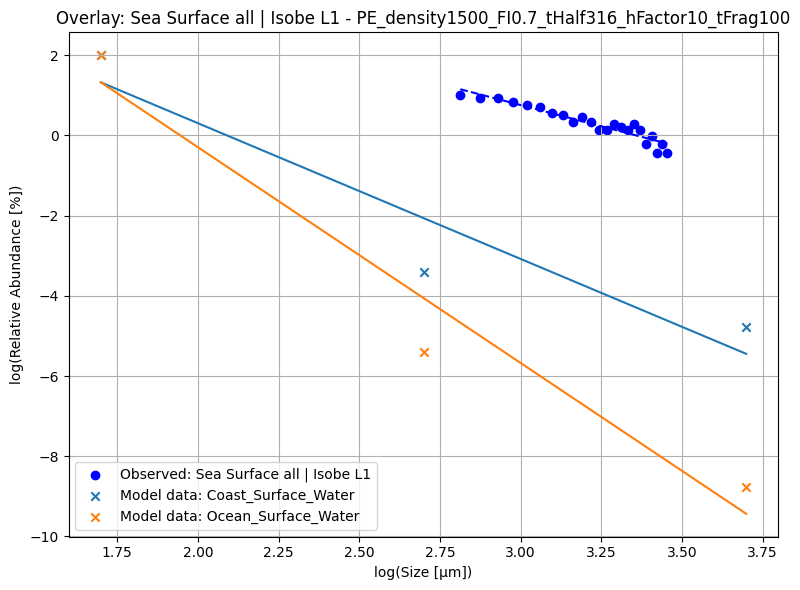 Overlay: Sea Surface all | Isobe L1 - PE_density1500_FI0.7_tHalf316_hFactor10_tFrag100
log(Relative Abundance [%])
2
0
−2
−4
−6
−8
−10
Observed: Sea Surface all | Isobe L1
Model data: Coast_Surface_Water
Model data: Ocean_Surface_Water
1.75 2.00 2.25 2.50 2.75 3.00 3.25 3.50 3.75
log(Size [μm])